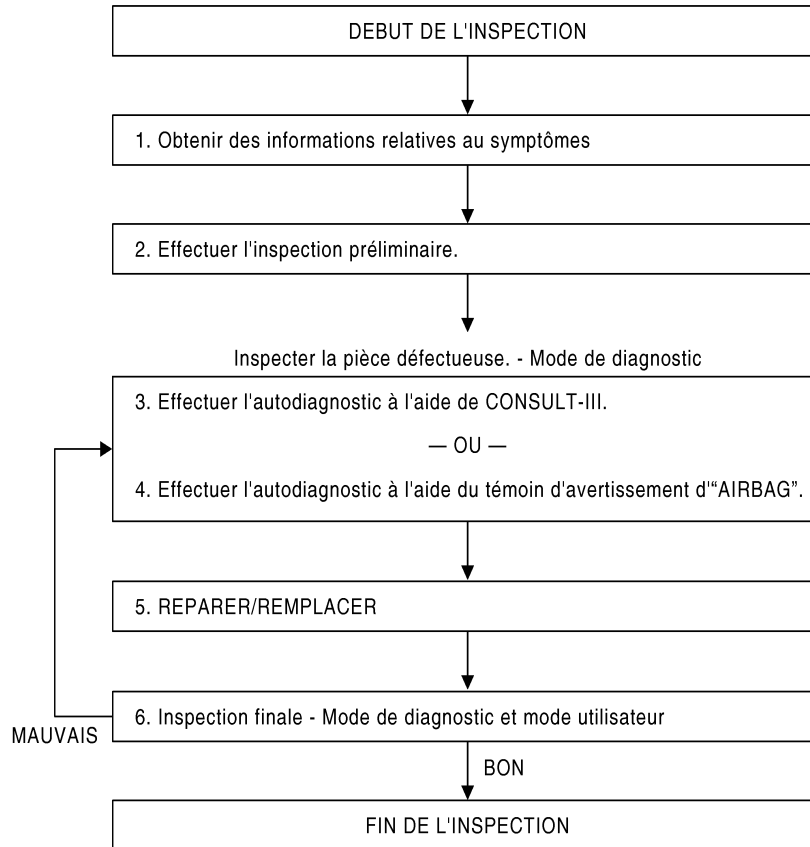 DEBUT DE L'INSPECTION
1. Obtenir des informations relatives au symptômes
2. Effectuer l'inspection préliminaire.
Inspecter la pièce défectueuse. - Mode de diagnostic
3. Effectuer l'autodiagnostic à l'aide de CONSULT-III.
— OU —
4. Effectuer l'autodiagnostic à l'aide du témoin d'avertissement d'“AIRBAG”.
5. REPARER/REMPLACER
6. Inspection finale - Mode de diagnostic et mode utilisateur
MAUVAIS
BON
FIN DE L'INSPECTION